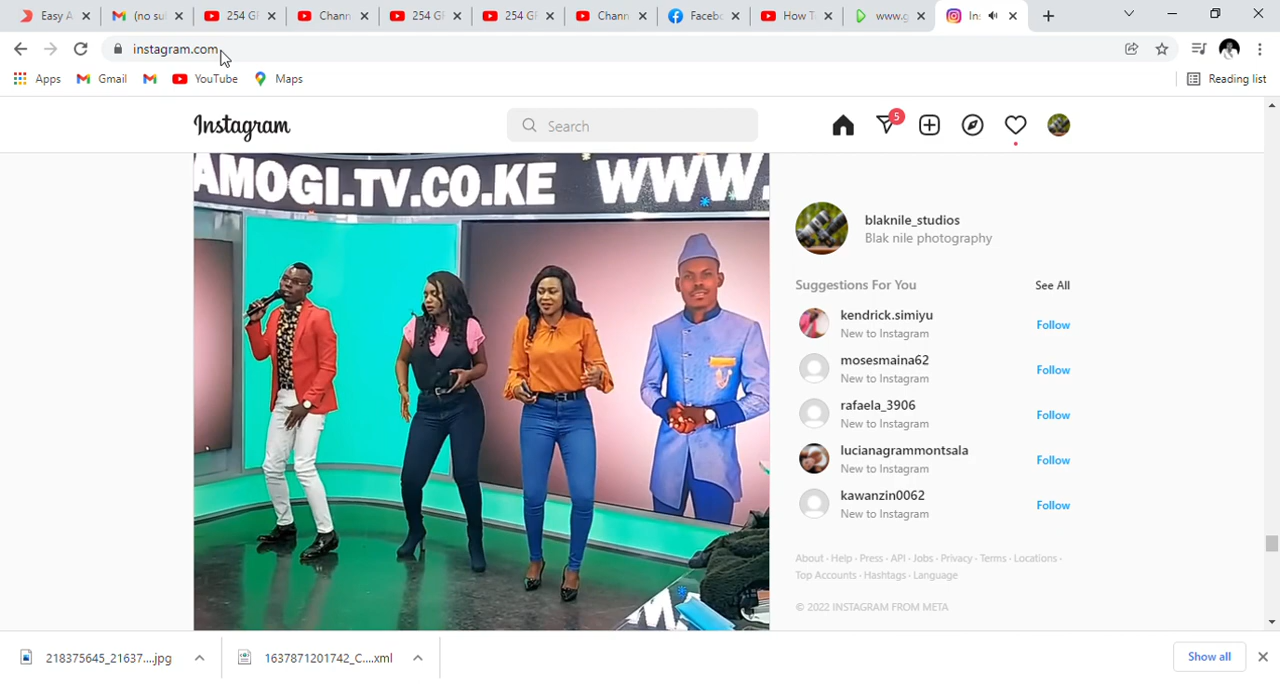 Easy A
(no su
254 GF
Chann
254 GF
254 GF
Chann
Faceb
How T
www.g
In
instagram.com
Apps
Gmail
YouTube
Maps
Reading list
Instagram
Search
5
AMOGI.TV.CO.KE WWW.
blaknile_studios
Blak nile photography
Suggestions For You
See All
kendrick.simiyu
New to Instagram
Follow
mosesmaina62
New to Instagram
Follow
rafaela_3906
New to Instagram
Follow
lucianagrammontsala
New to Instagram
Follow
kawanzin0062
New to Instagram
Follow
About · Help · Press · API · Jobs · Privacy · Terms · Locations ·
Top Accounts · Hashtags · Language
© 2022 INSTAGRAM FROM META
218375645_21637....jpg
1637871201742_C....xml
Show all